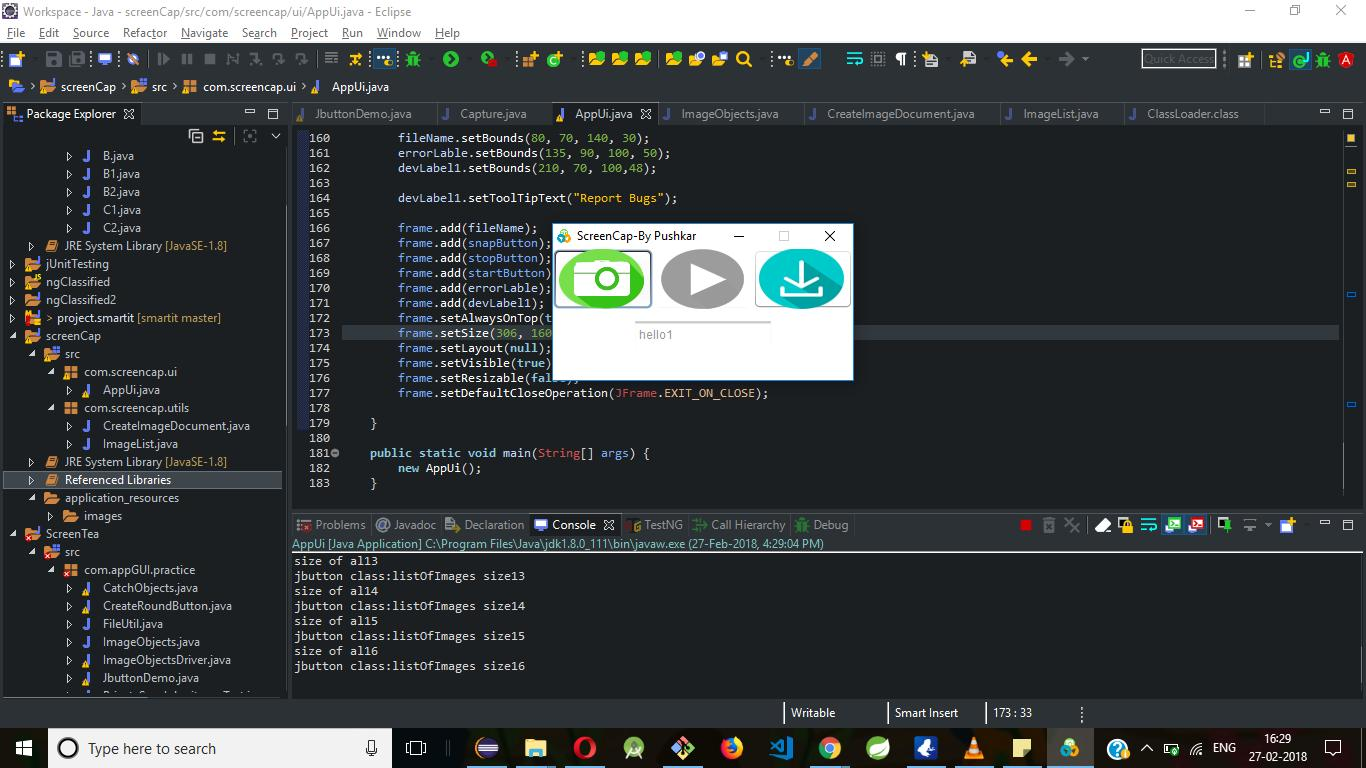 Workspace - Java - screenCap/src/com/screencap/ui/AppUi.java - Eclipse
File Edit Source Refactor Navigate Search Project Run Window Help
Quick Access
screenCap src com.screencap.ui AppUi.java
Package Explorer
JbuttonDemo.java Capture.java AppUi.java ImageObjects.java CreateImageDocument.java ImageList.java ClassLoader.class
B.java
B1.java
B2.java
C1.java
C2.java
JRE System Library [JavaSE-1.8]
jUnitTesting
ngClassified
ngClassified2
> project.smartit [smartit master]
screenCap
src
com.screencap.ui
AppUi.java
com.screencap.utils
CreateImageDocument.java
ImageList.java
JRE System Library [JavaSE-1.8]
Referenced Libraries
application_resources
images
ScreenTea
src
com.appGUI.practice
CatchObjects.java
CreateRoundButton.java
FileUtil.java
ImageObjects.java
ImageObjectsDriver.java
JbuttonDemo.java
160 fileName.setBounds(80, 70, 140, 30);
161 errorLable.setBounds(135, 90, 100, 50);
162 devLabel1.setBounds(210, 70, 100,48);
163
164 devLabel1.setToolTipText("Report Bugs");
165
166 frame.add(fileName);
167 frame.add(snapButton);
168 frame.add(stopButton);
169 frame.add(startButton)
170 frame.add(errorLable);
171 frame.add(devLabel1);
172 frame.setAlwaysOnTop(t
173 frame.setSize(306, 160
174 frame.setLayout(null);
175 frame.setVisible(true)
176 frame.setResizable(false);
177 frame.setDefaultCloseOperation(JFrame.EXIT_ON_CLOSE);
178
179 }
180
181 public static void main(String[] args) {
182 new AppUi();
183 }
ScreenCap-By Pushkar
hello1
Problems Javadoc Declaration Console TestNG Call Hierarchy Debug
AppUi [Java Application] C:\Program Files\Java\jdk1.8.0_111\bin\javaw.exe (27-Feb-2018, 4:29:04 PM)
size of al13
jbutton class:listOfImages size13
size of al14
jbutton class:listOfImages size14
size of al15
jbutton class:listOfImages size15
size of al16
jbutton class:listOfImages size16
Writable Smart Insert 173 : 33
Type here to search
ENG
16:29
27-02-2018